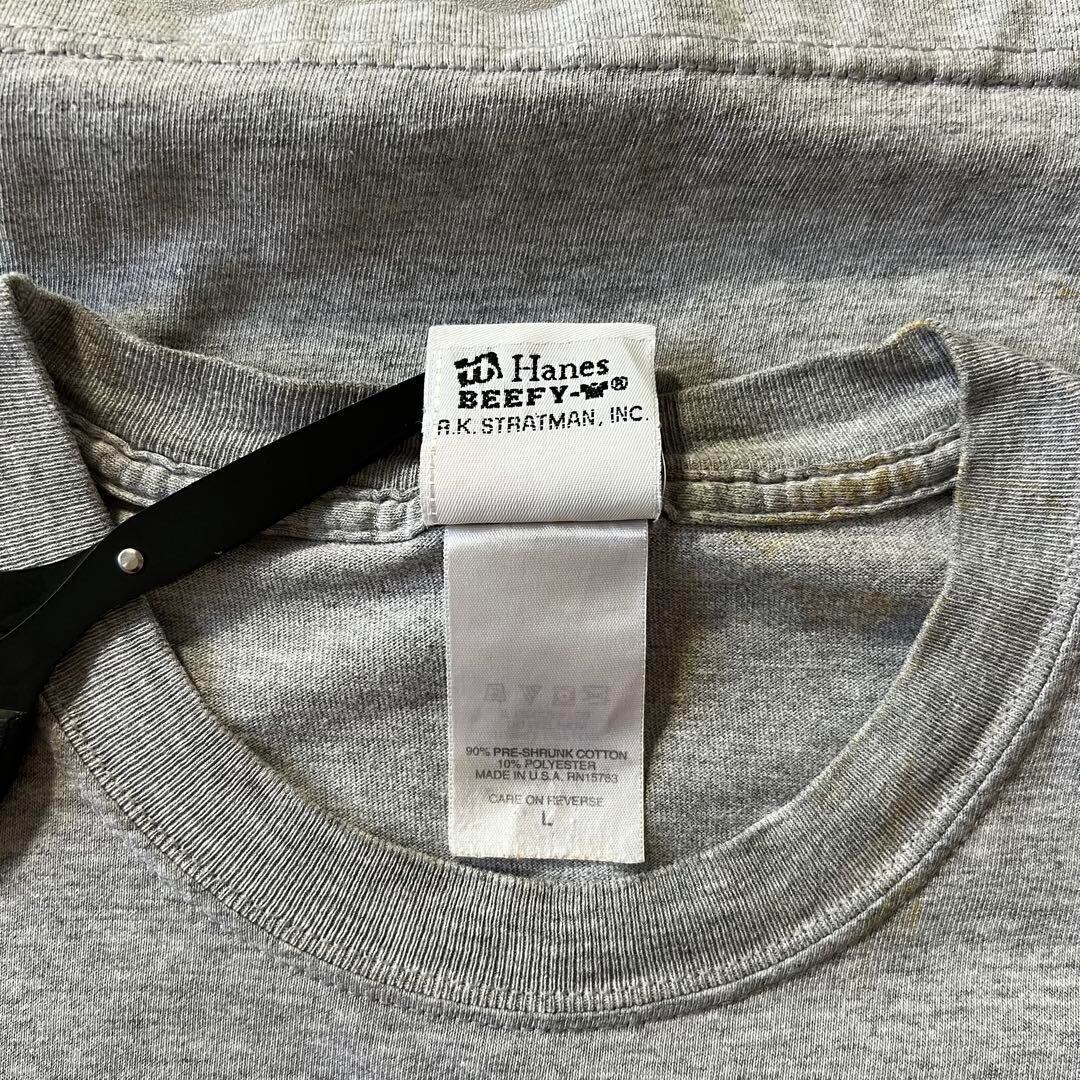 Hanes
BEEFY-T®
A.K. STRATMAN, INC.
90% PRE-SHRUNK COTTON
10% POLYESTER
MADE IN U.S.A. RN15763
CARE ON REVERSE
L